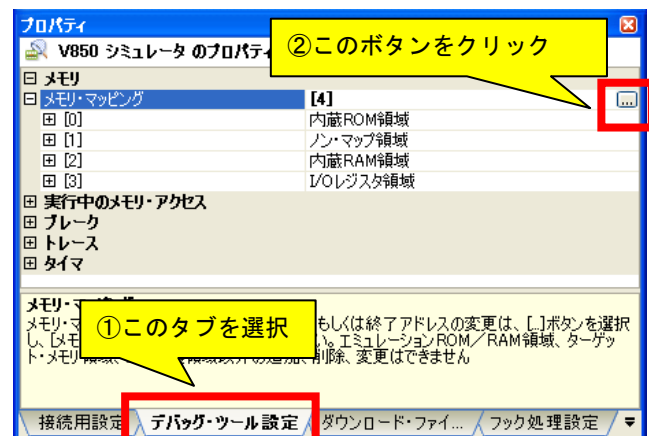 プロパティ
V850 シミュレータ のプロパティ
②このボタンをクリック
メモリ
メモリ・マッピング [4] ...
[0] 内蔵ROM領域
[1] ノン・マップ領域
[2] 内蔵RAM領域
[3] I/Oレジスタ領域
実行中のメモリ・アクセス
ブレーク
トレース
タイマ
メモリ・マ
メモリ・マ もしくは終了アドレスの変更は、[..]ボタンを選択
し、[メモ い。エミュレーションROM／RAM領域、ターゲッ
ト・メモリ 削除、変更はできません
①このタブを選択
接続用設定 デバッグ・ツール設定 ダウンロード・ファイ... フック処理設定